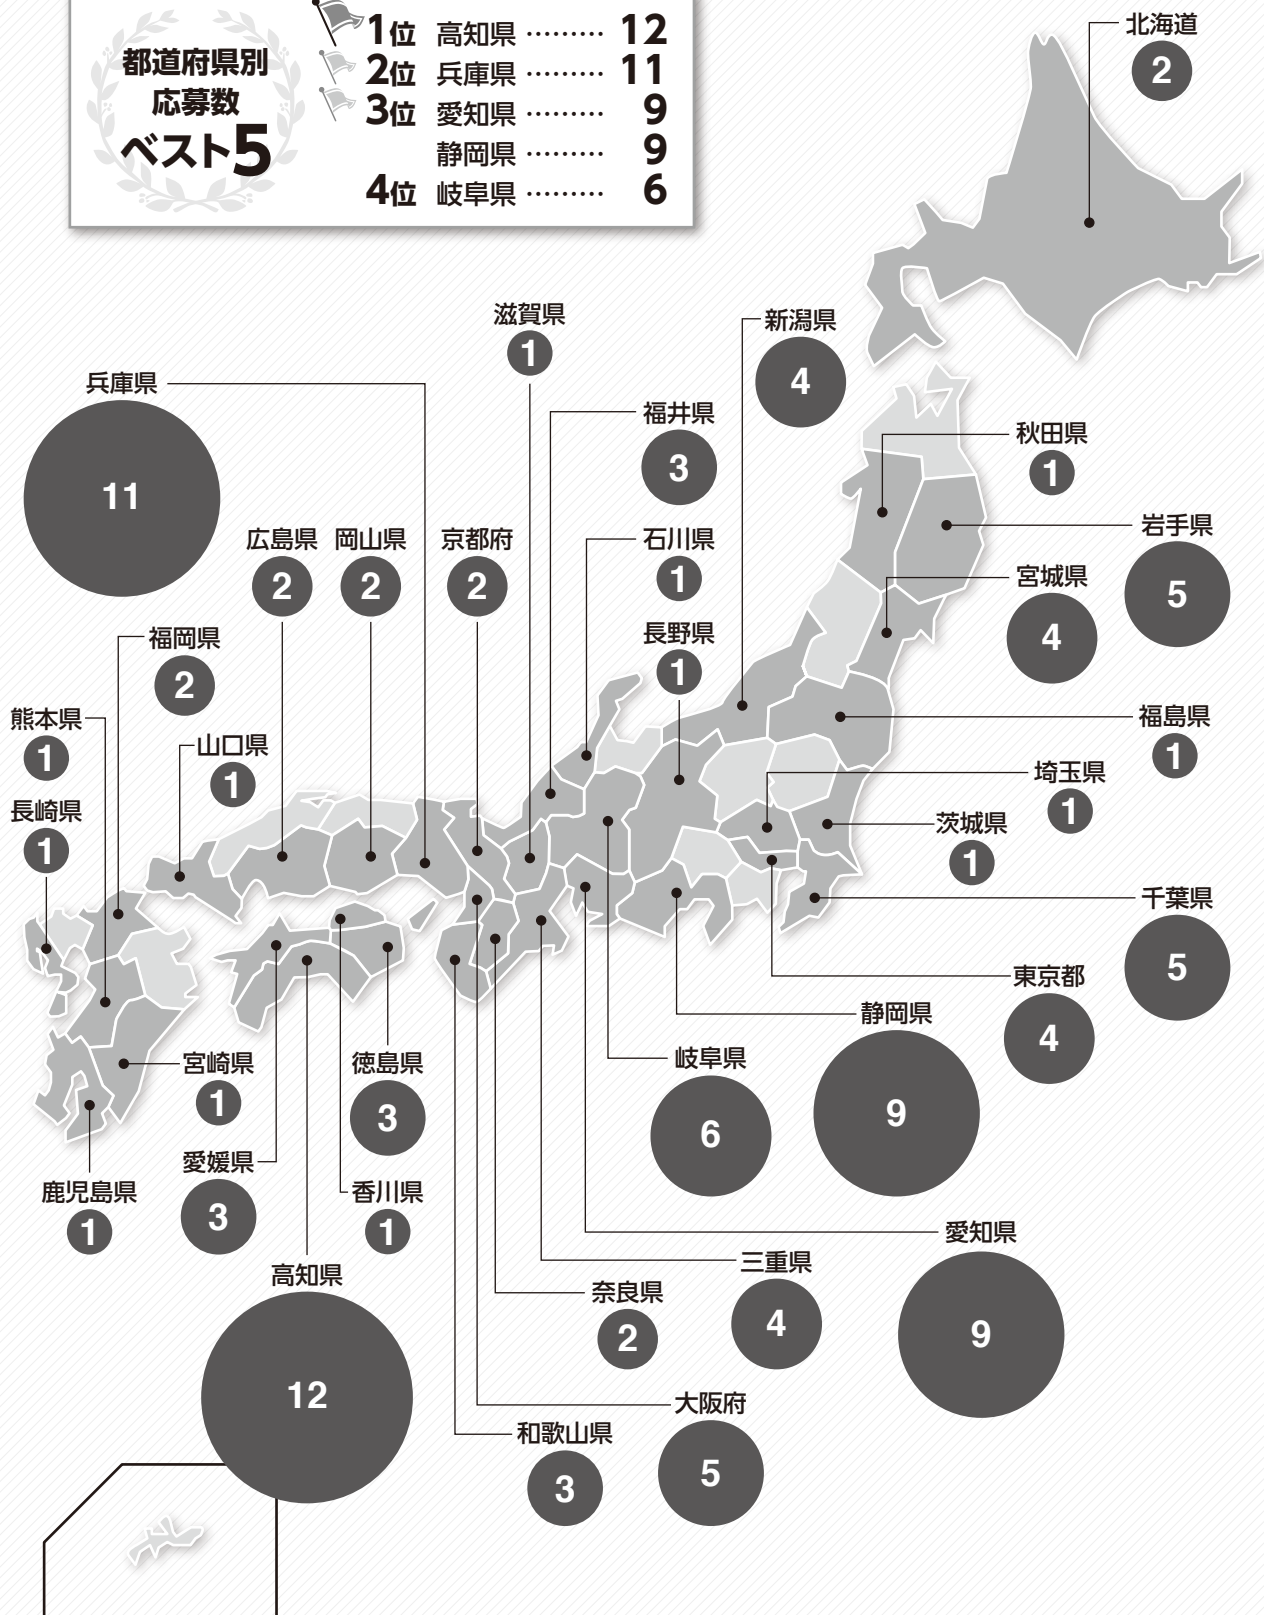 都道府県別
応募数
ベスト5
1位 高知県 ……… 12
2位 兵庫県 ……… 11
3位 愛知県 ……… 9
静岡県 ……… 9
4位 岐阜県 ……… 6
北海道
2
滋賀県
1
新潟県
4
兵庫県
11
福井県
3
秋田県
1
岩手県
5
広島県
2
岡山県
2
京都府
2
石川県
1
宮城県
4
福岡県
2
長野県
1
熊本県
1
山口県
1
福島県
1
長崎県
1
埼玉県
1
茨城県
1
千葉県
5
東京都
4
静岡県
9
岐阜県
6
宮崎県
1
徳島県
3
愛媛県
3
鹿児島県
1
香川県
1
愛知県
9
三重県
4
高知県
12
奈良県
2
大阪府
5
和歌山県
3